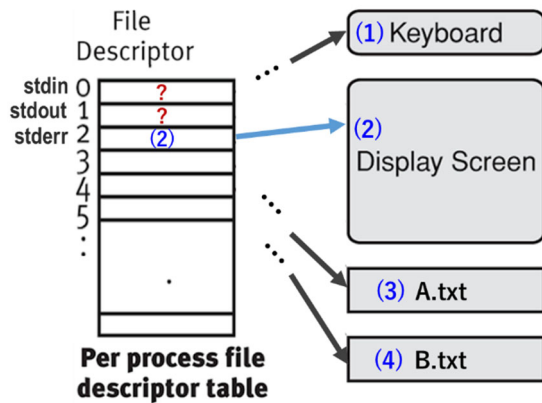 File
Descriptor
stdin 0 ?
stdout 1 ?
stderr 2 (2)
3
4
5
:
.
Per process file
descriptor table
... (1) Keyboard
(2)
Display Screen
... (3) A.txt
... (4) B.txt